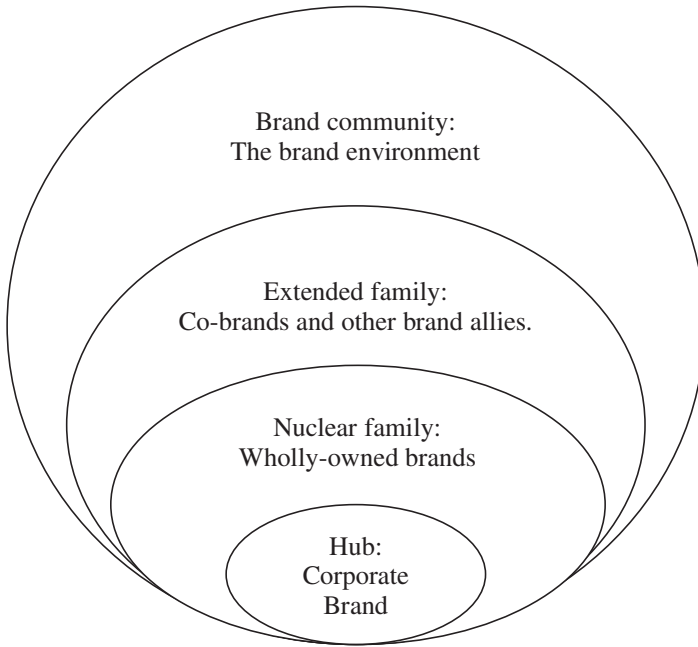 Brand community:
The brand environment
Extended family:
Co-brands and other brand allies.
Nuclear family:
Wholly-owned brands
Hub:
Corporate
Brand